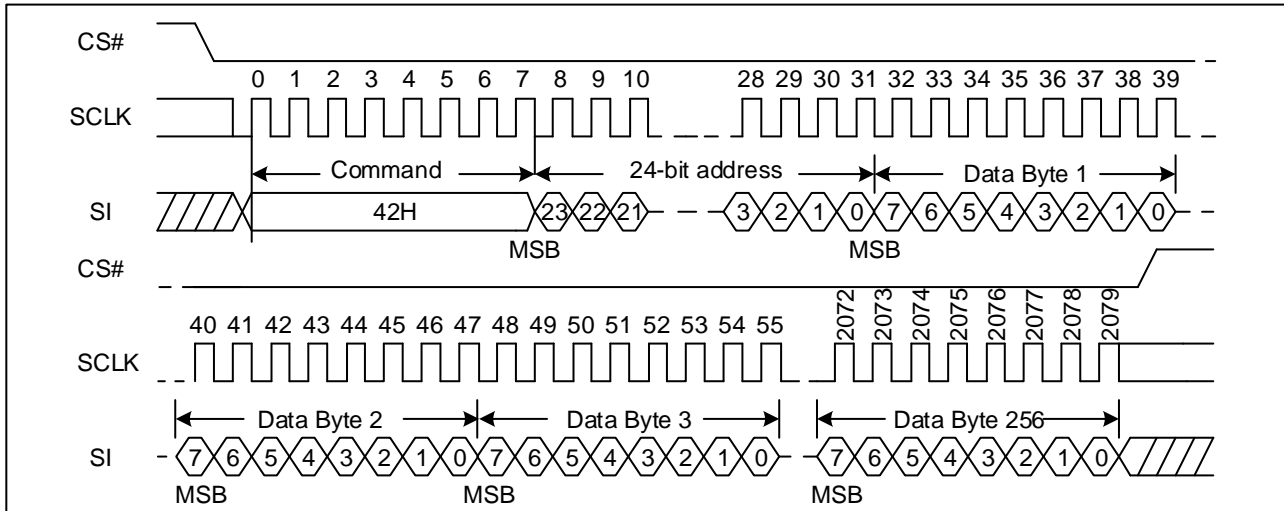 CS#
0 1 2 3 4 5 6 7 8 9 10 28 29 30 31 32 33 34 35 36 37 38 39
SCLK
Command 24-bit address Data Byte 1
SI 42H 23 22 21 3 2 1 0 7 6 5 4 3 2 1 0
MSB MSB
CS#
40 41 42 43 44 45 46 47 48 49 50 51 52 53 54 55 2072 2073 2074 2075 2076 2077 2078 2079
SCLK
Data Byte 2 Data Byte 3 Data Byte 256
SI 7 6 5 4 3 2 1 0 7 6 5 4 3 2 1 0 7 6 5 4 3 2 1 0
MSB MSB MSB